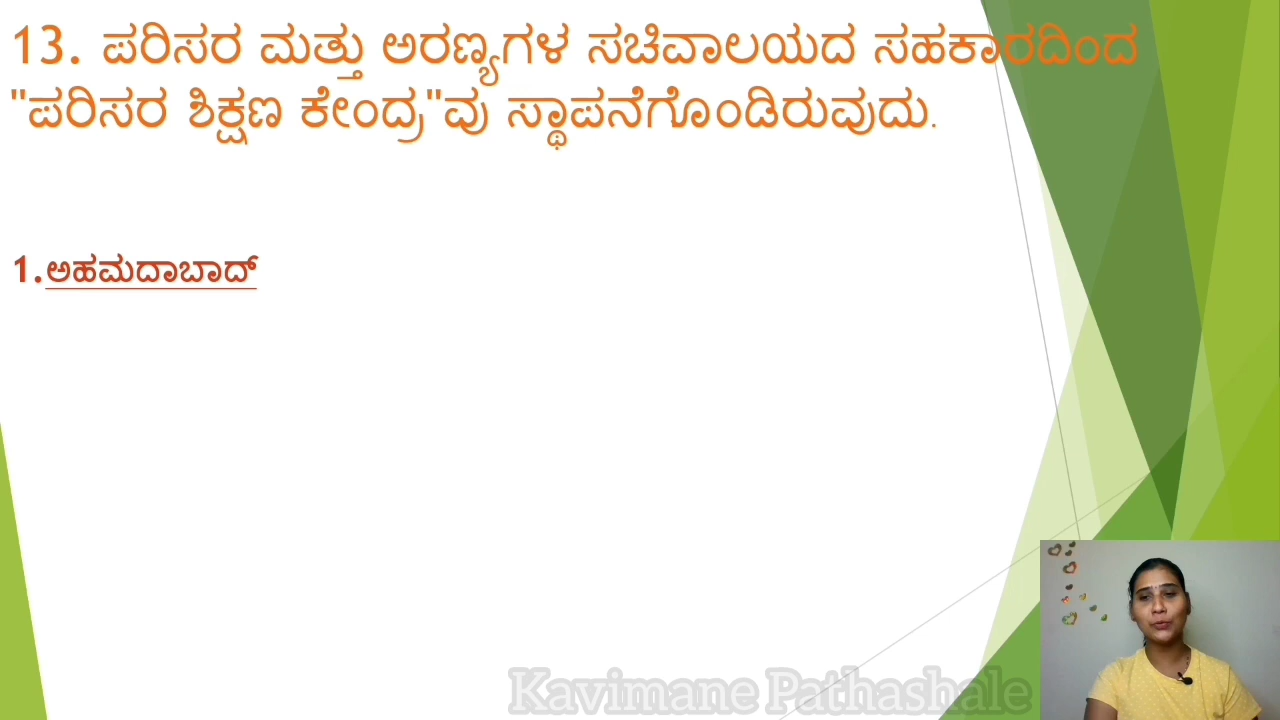 13. ಪರಿಸರ ಮತ್ತು ಅರಣ್ಯಗಳ ಸಚಿವಾಲಯದ ಸಹಕಾರದಿಂದ
"ಪರಿಸರ ಶಿಕ್ಷಣ ಕೇಂದ್ರ"ವು ಸ್ಥಾಪನೆಗೊಂಡಿರುವುದು.
1.ಅಹಮದಾಬಾದ್
Kavimane Pathashale